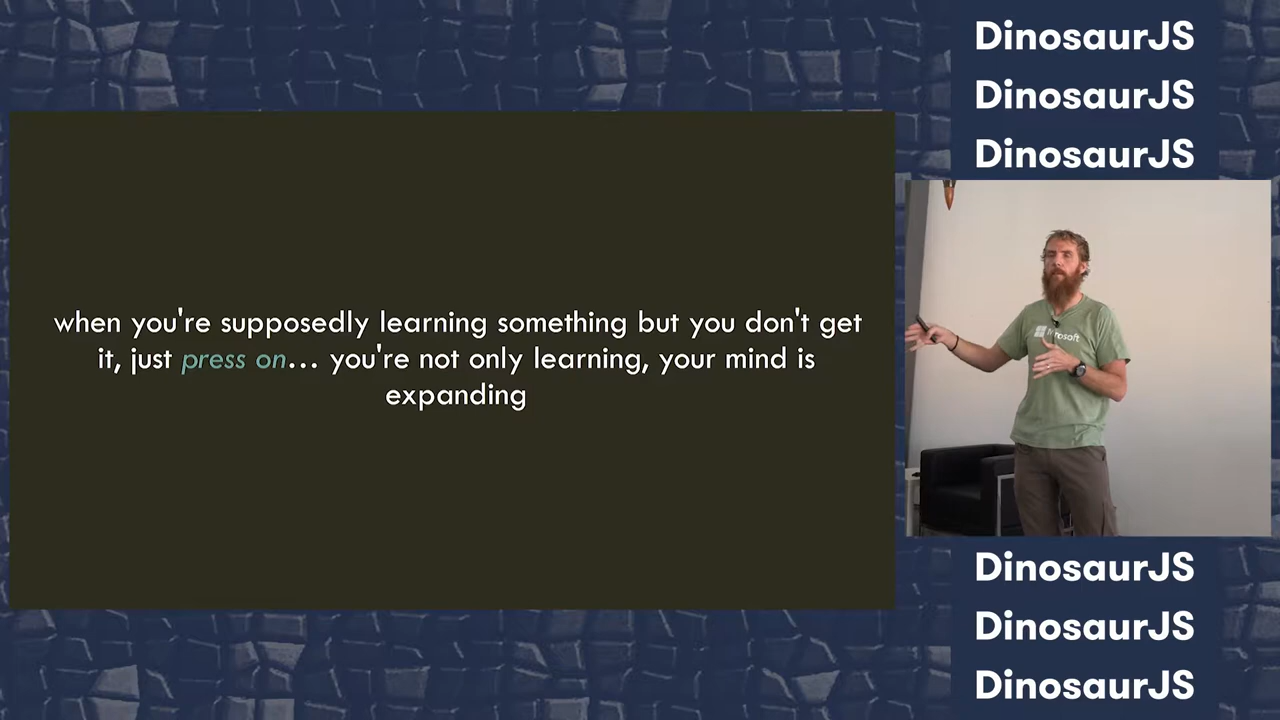 DinosaurJS
DinosaurJS
DinosaurJS
when you're supposedly learning something but you don't get
it, just press on... you're not only learning, your mind is
expanding
Microsoft
DinosaurJS
DinosaurJS
DinosaurJS